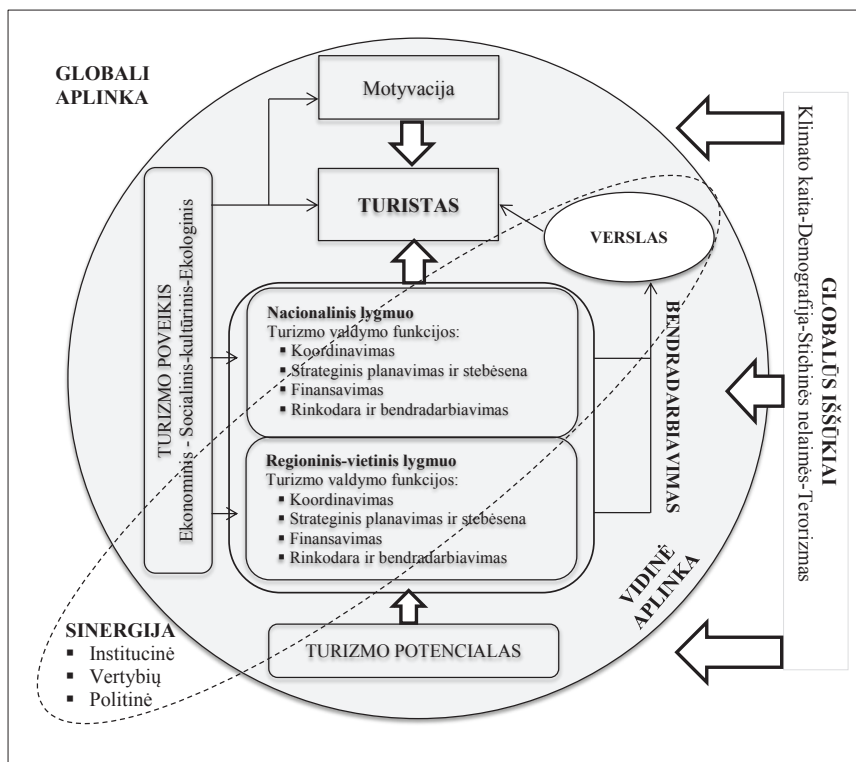 GLOBALI
APLINKA
Motyvacija
TURISTAS
VERSLAS
TURIZMO POVEIKIS
Ekonominis - Socialinis-kultūrinis-Ekologinis
Nacionalinis lygmuo
Turizmo valdymo funkcijos:
▪ Koordinavimas
▪ Strateginis planavimas ir stebėsena
▪ Finansavimas
▪ Rinkodara ir bendradarbiavimas
Regioninis-vietinis lygmuo
Turizmo valdymo funkcijos:
▪ Koordinavimas
▪ Strateginis planavimas ir stebėsena
▪ Finansavimas
▪ Rinkodara ir bendradarbiavimas
BENDRADARBIAVIMAS
VIDINĖ
APLINKA
GLOBALŪS IŠŠŪKIAI
Klimato kaita-Demografija-Stichinės nelaimės-Terorizmas
SINERGIJA
▪ Institucinė
▪ Vertybių
▪ Politinė
TURIZMO POTENCIALAS